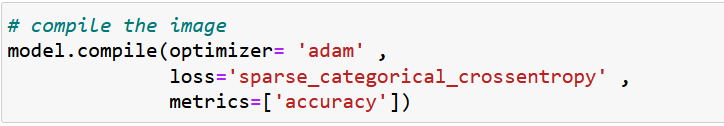 # compile the image
model.compile(optimizer= 'adam' ,
              loss='sparse_categorical_crossentropy' ,
              metrics=['accuracy'])